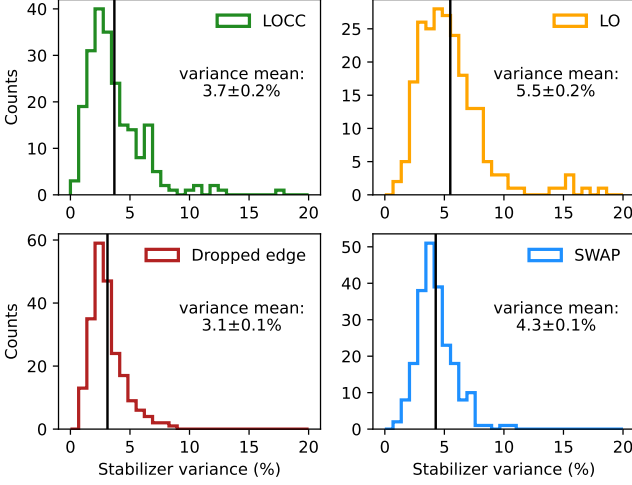 40
30
20
10
0
Counts
LOCC
variance mean:
3.7±0.2%
0 5 10 15 20
25
20
15
10
5
0
LO
variance mean:
5.5±0.2%
0 5 10 15 20
60
40
20
0
Counts
Dropped edge
variance mean:
3.1±0.1%
0 5 10 15 20
Stabilizer variance (%)
50
40
30
20
10
0
SWAP
variance mean:
4.3±0.1%
0 5 10 15 20
Stabilizer variance (%)